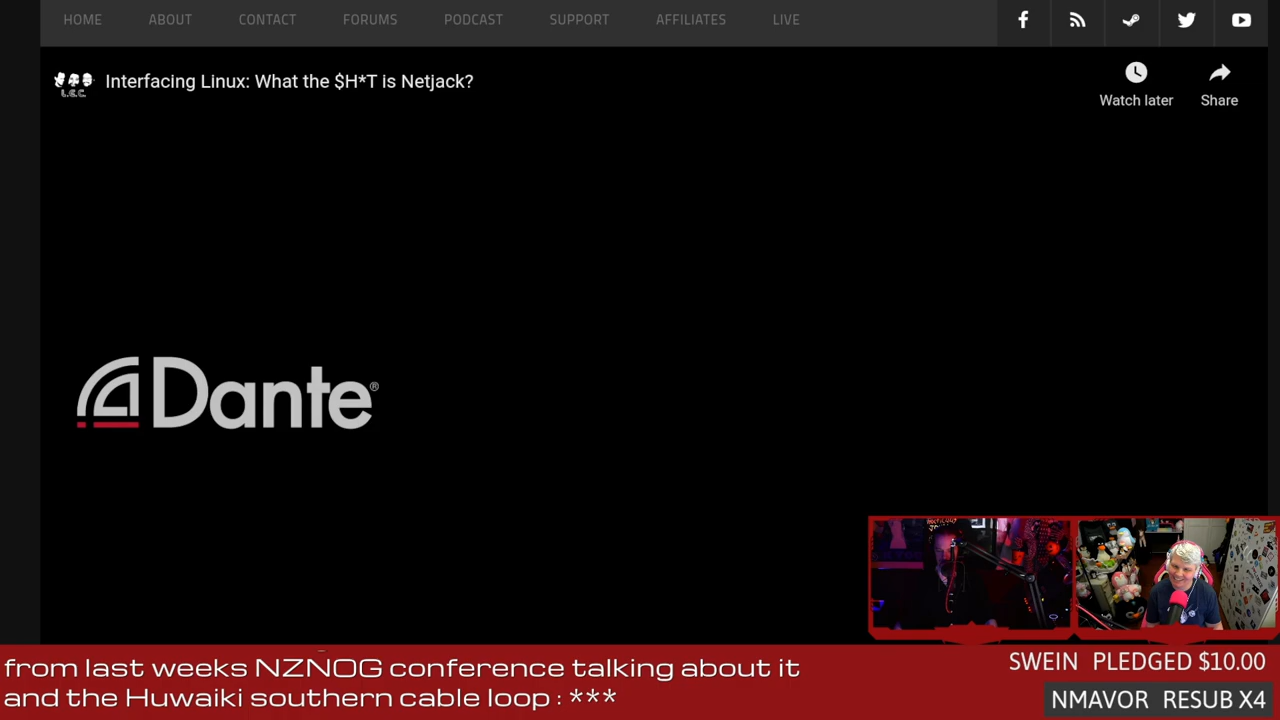 HOME ABOUT CONTACT FORUMS PODCAST SUPPORT AFFILIATES LIVE
L.G.C.
Interfacing Linux: What the $H*T is Netjack?
Watch later
Share
Dante®
from last weeks NZNOG conference talking about it
and the Huwaiki southern cable loop : ***
SWEIN PLEDGED $10.00
NMAVOR RESUB X4